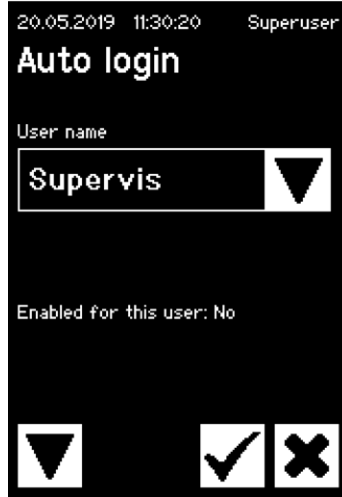 20.05.2019 11:30:20 Superuser
Auto login
User name
Supervis
Enabled for this user: No